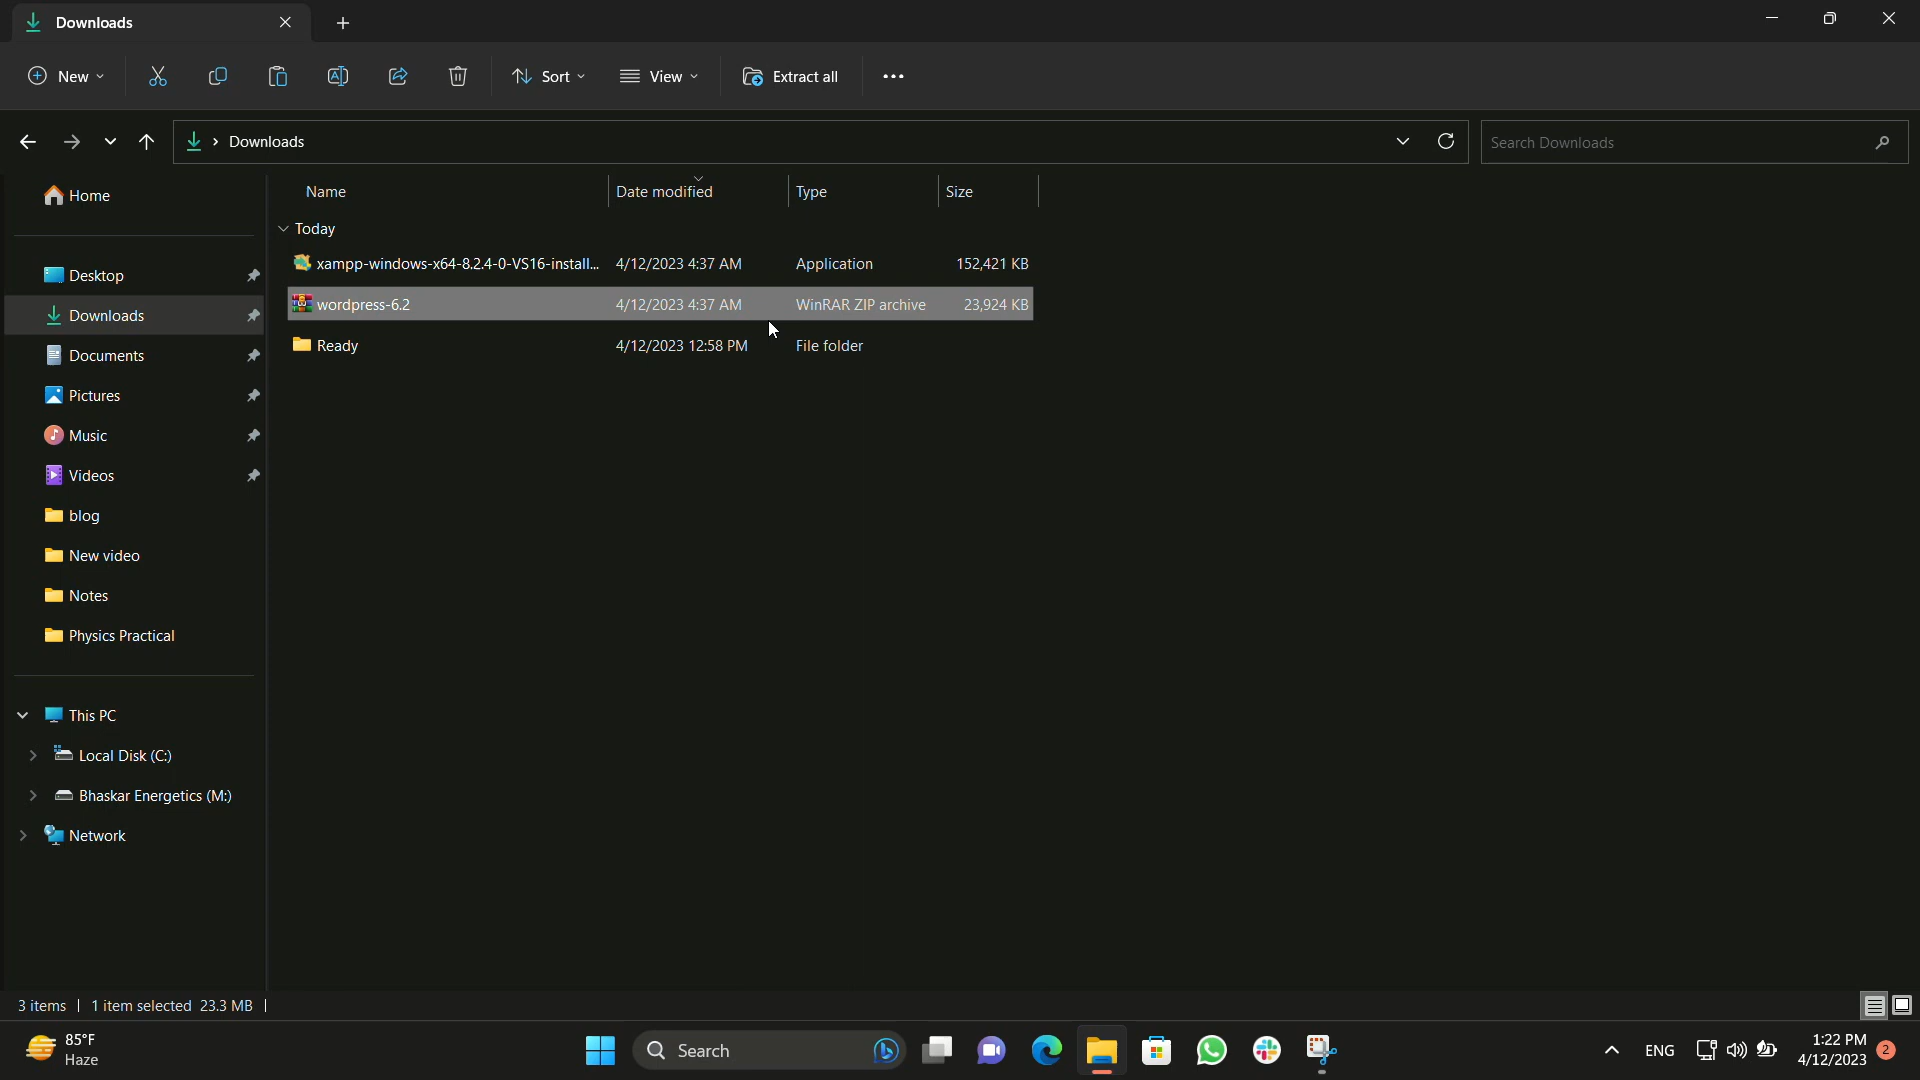 Downloads
New
Sort
View
Extract all
Downloads
Search Downloads
Home
Desktop
Downloads
Documents
Pictures
Music
Videos
blog
New video
Notes
Physics Practical
This PC
Local Disk (C:)
Bhaskar Energetics (M:)
Network
Name Date modified Type Size
Today
xampp-windows-x64-8.2.4-0-VS16-install... 4/12/2023 4:37 AM Application 152,421 KB
wordpress-6.2 4/12/2023 4:37 AM WinRAR ZIP archive 23,924 KB
Ready 4/12/2023 12:58 PM File folder
3 items 1 item selected 23.3 MB
85°F
Haze
Search
ENG
1:22 PM
4/12/2023
2